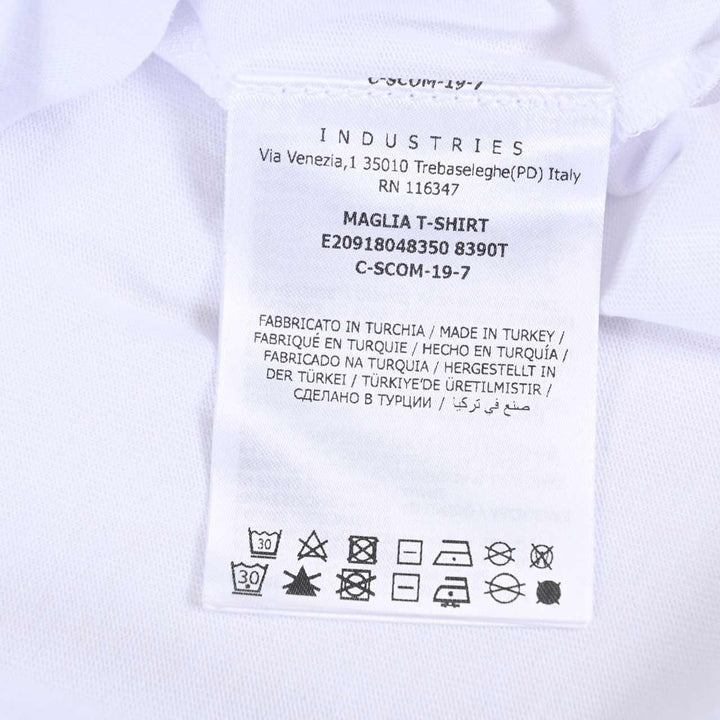 C-SCOM-19-7
INDUSTRIES
Via Venezia,1 35010 Trebaseleghe(PD) Italy
RN 116347
MAGLIA T-SHIRT
E20918048350 8390T
C-SCOM-19-7
FABBRICATO IN TURCHIA / MADE IN TURKEY /
FABRIQUÉ EN TURQUIE / HECHO EN TURQUÍA /
FABRICADO NA TURQUIA / HERGESTELLT IN
DER TÜRKEI / TÜRKIYE'DE ÜRETILMISTIR /
СДЕЛАНО В ТУРЦИИ / صنع في تركيا
30
30